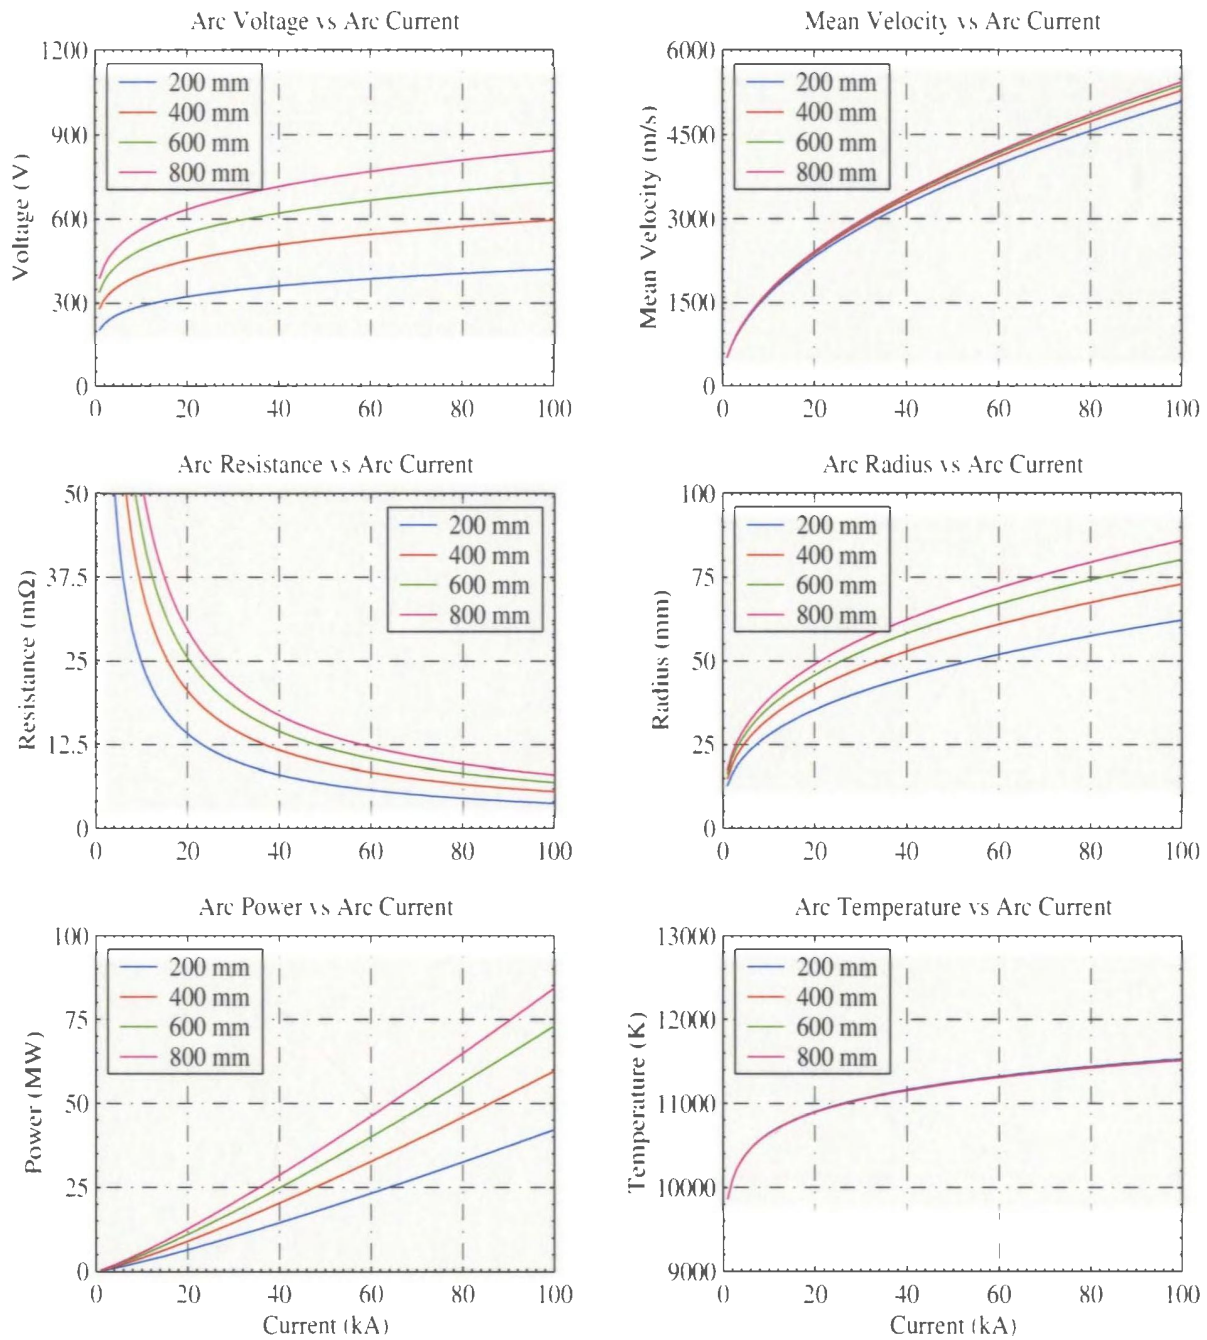 Arc Voltage vs Arc Current
1200
900
600
300
0
Voltage (V)
200 mm
400 mm
600 mm
800 mm
0 20 40 60 80 100
Mean Velocity vs Arc Current
6000
4500
3000
1500
0
Mean Velocity (m/s)
200 mm
400 mm
600 mm
800 mm
0 20 40 60 80 100
Arc Resistance vs Arc Current
50
37.5
25
12.5
0
Resistance (mΩ)
200 mm
400 mm
600 mm
800 mm
0 20 40 60 80 100
Arc Radius vs Arc Current
100
75
50
25
0
Radius (mm)
200 mm
400 mm
600 mm
800 mm
0 20 40 60 80 100
Arc Power vs Arc Current
100
75
50
25
0
Power (MW)
200 mm
400 mm
600 mm
800 mm
0 20 40 60 80 100
Current (kA)
Arc Temperature vs Arc Current
13000
12000
11000
10000
9000
Temperature (K)
200 mm
400 mm
600 mm
800 mm
0 20 40 60 80 100
Current (kA)